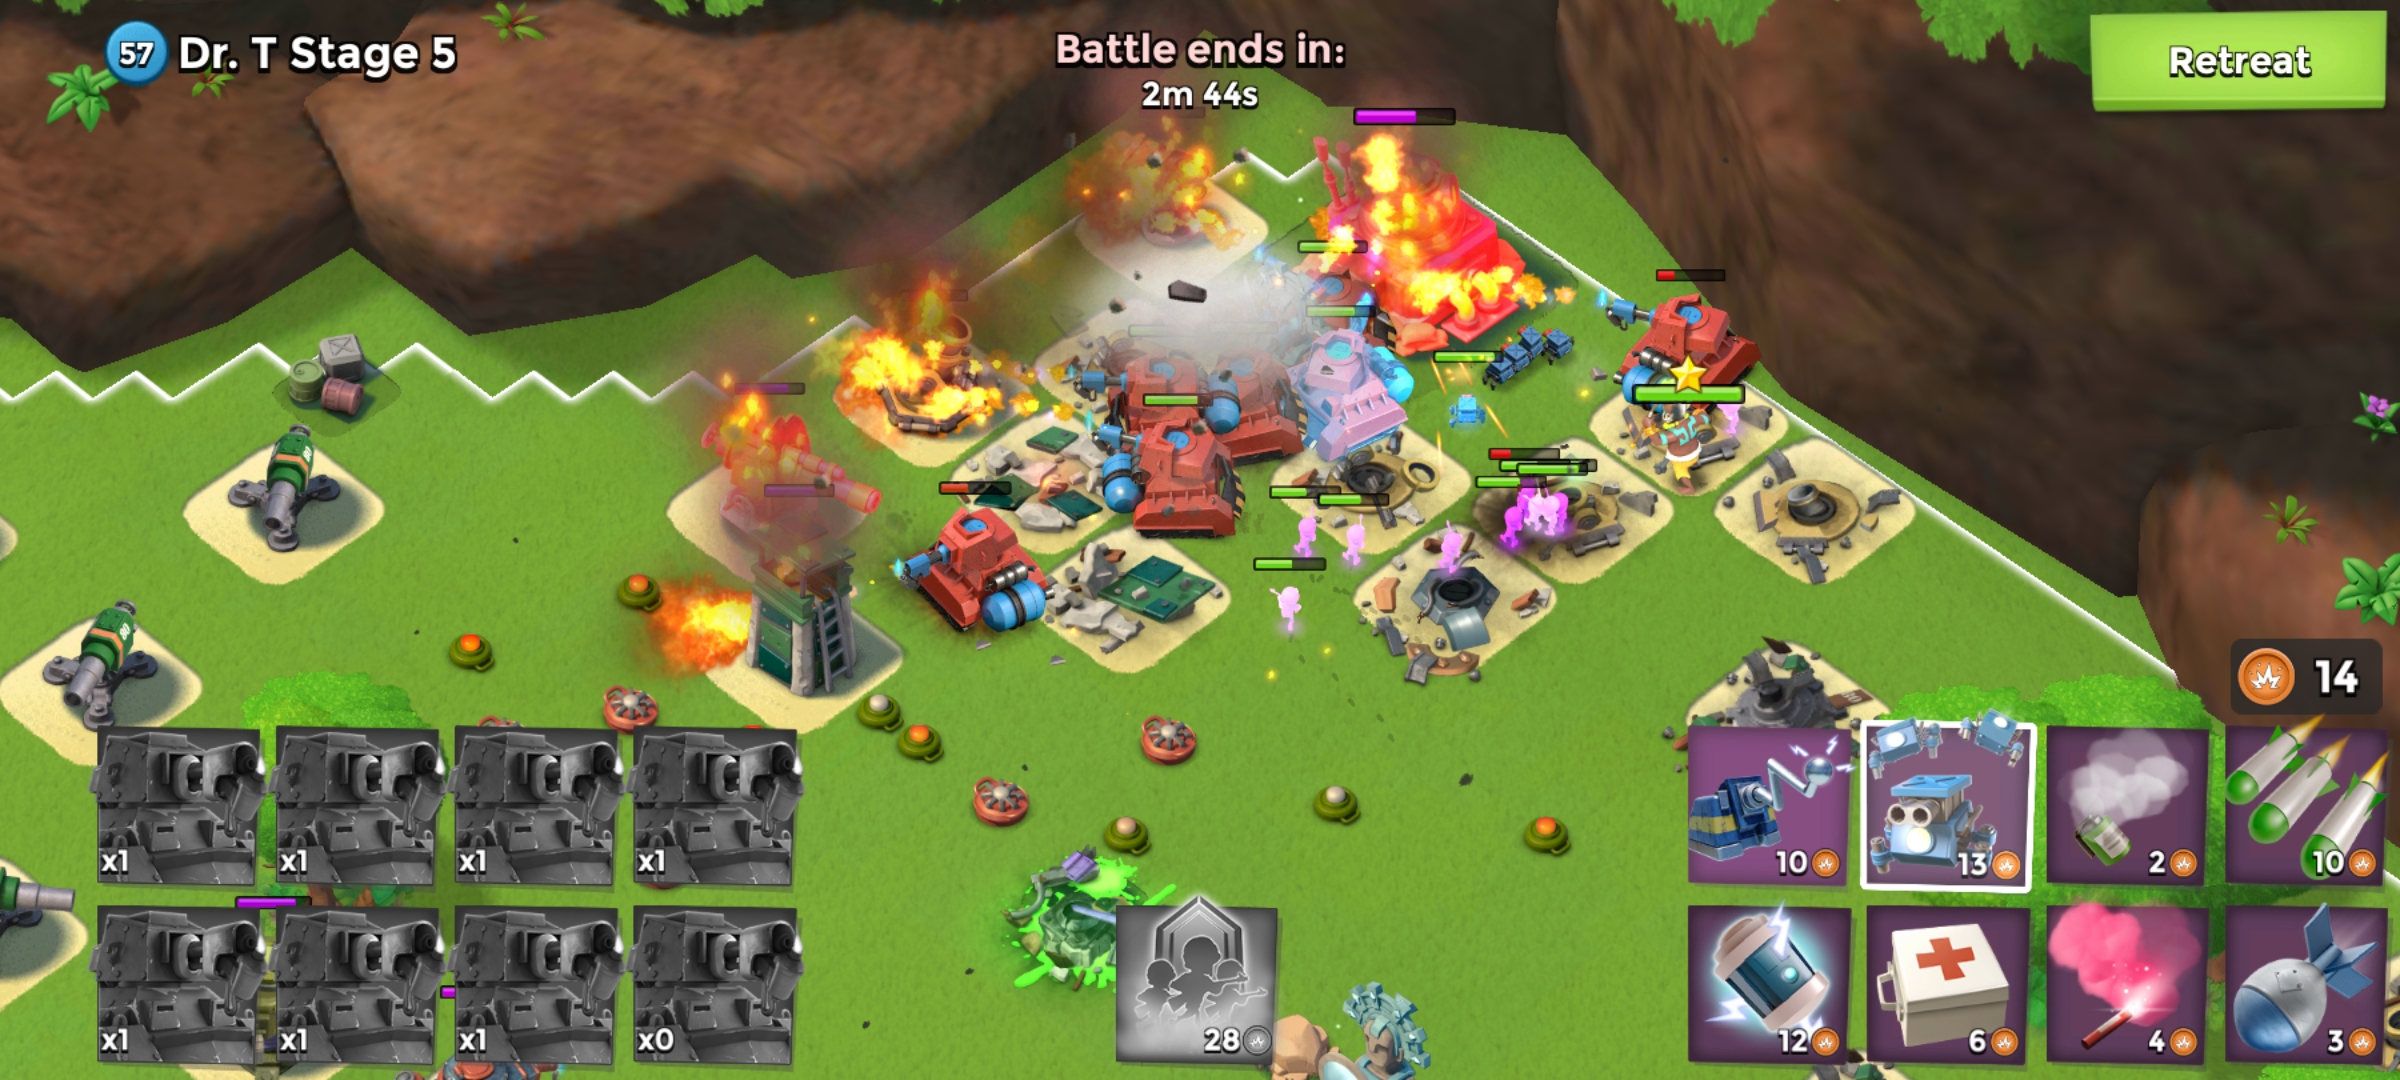 57 Dr. T Stage 5
Battle ends in:
2m 44s
Retreat
14
x1
x1
x1
x1
10
13
2
10
x1
x1
x1
x0
28
12
6
4
3